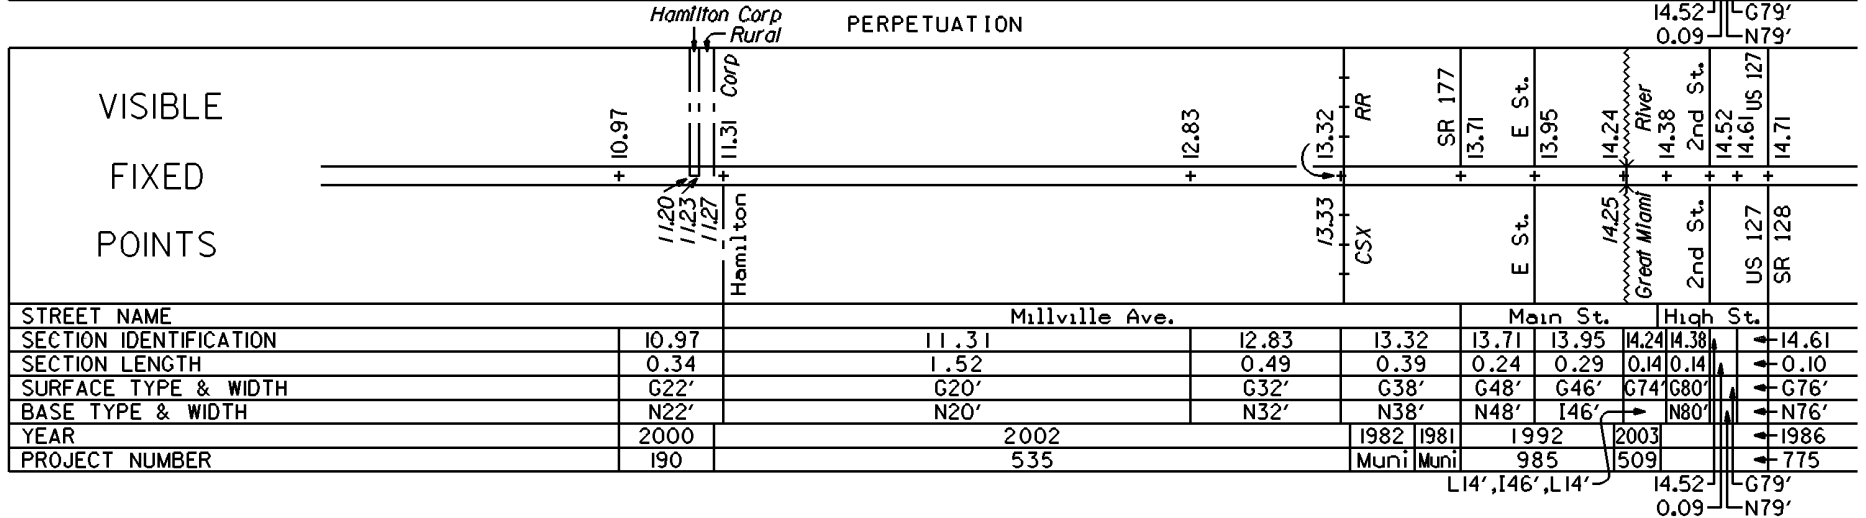 Hamilton Corp
Rural
PERPETUATION
14.52 G79'
0.09 N79'
VISIBLE
FIXED
POINTS
10.97
Corp
11.31
12.83
13.32
RR
SR 177
13.71
E St.
13.95
14.24
River
14.38
2nd St.
14.52
14.61
US 127
14.71
11.20
11.23
11.27
Hamilton
13.33
CSX
E St.
14.25
Great Miami
2nd St.
US 127
SR 128
STREET NAME Millville Ave. Main St. High St.
SECTION IDENTIFICATION 10.97 11.31 12.83 13.32 13.71 13.95 14.24 14.38 14.61
SECTION LENGTH 0.34 1.52 0.49 0.39 0.24 0.29 0.14 0.14 0.10
SURFACE TYPE & WIDTH G22' G20' G32' G38' G48' G46' G74' G80' G76'
BASE TYPE & WIDTH N22' N20' N32' N38' N48' I46' N80' N76'
YEAR 2000 2002 1982 1981 1992 2003 1986
PROJECT NUMBER 190 535 Muni Muni 985 509 775
L14',I46',L14' 14.52 G79'
0.09 N79'